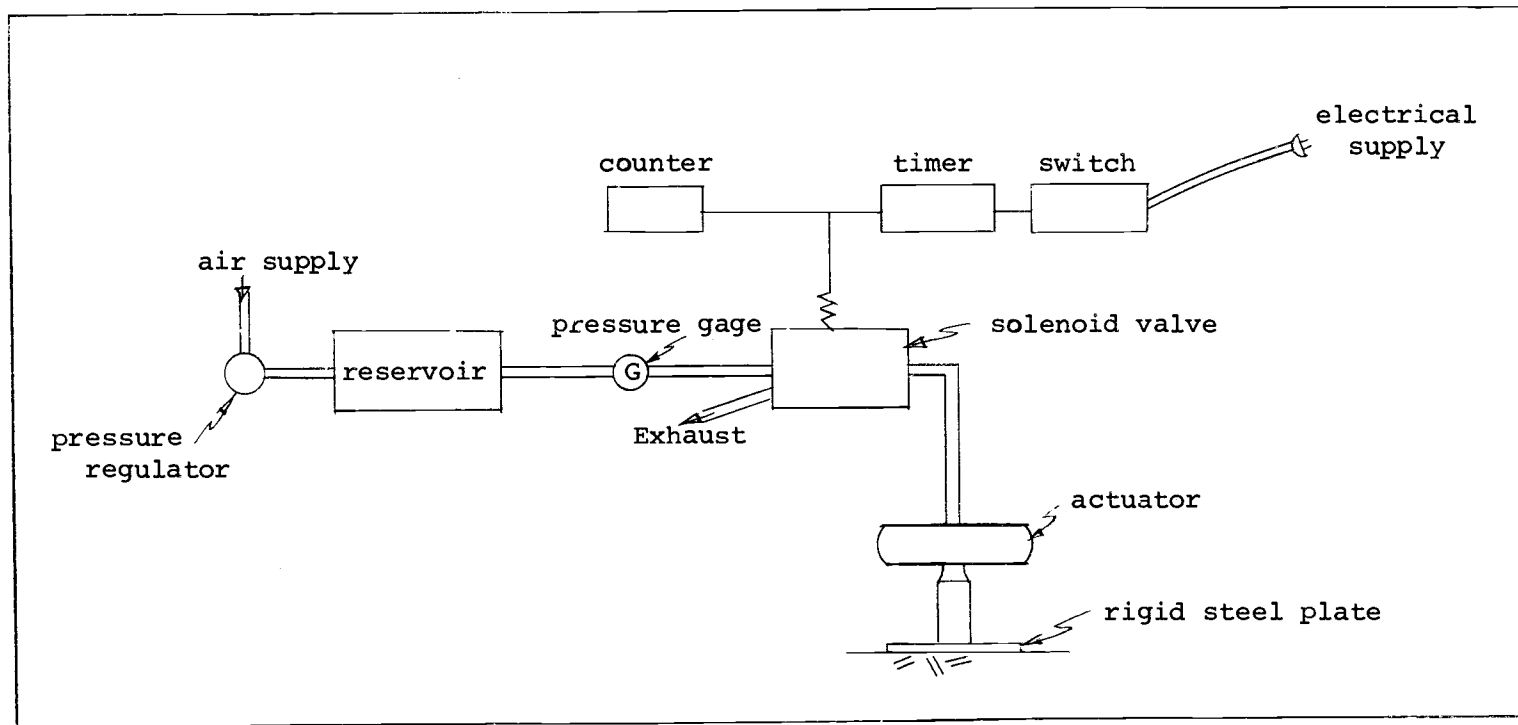 electrical
supply
counter
timer
switch
air supply
pressure gage
solenoid valve
reservoir
G
pressure
regulator
Exhaust
actuator
rigid steel plate